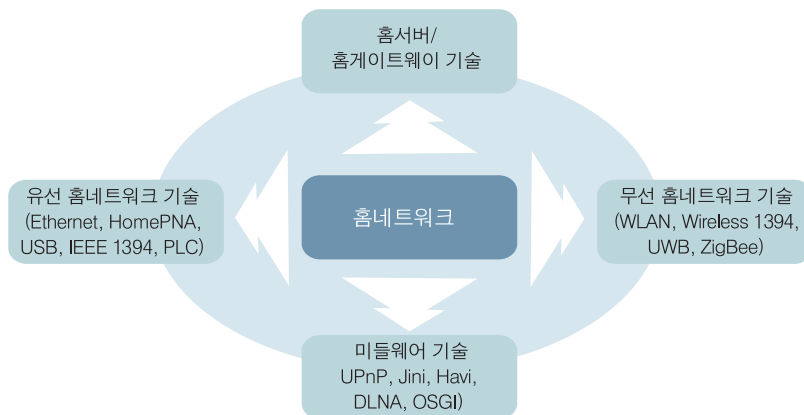 홈서버/
홈게이트웨이 기술
유선 홈네트워크 기술
(Ethernet, HomePNA,
USB, IEEE 1394, PLC)
홈네트워크
무선 홈네트워크 기술
(WLAN, Wireless 1394,
UWB, ZigBee)
미들웨어 기술
UPnP, Jini, Havi,
DLNA, OSGI)